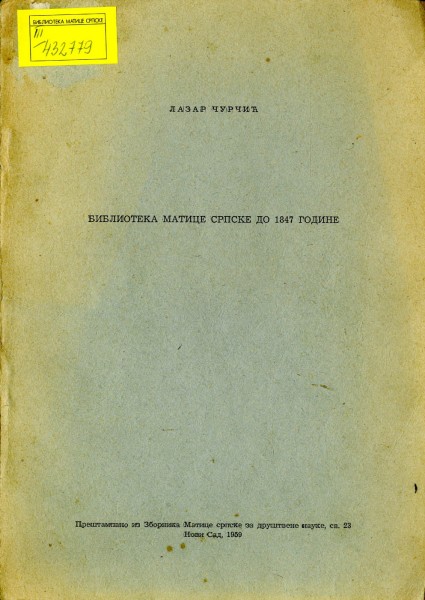 БИБЛИОТЕКА МАТИЦЕ СРПСКЕ
III
432779
ЛАЗАР ЧУРЧИЋ
БИБЛИОТЕКА МАТИЦЕ СРПСКЕ ДО 1847 ГОДИНЕ
Прештампано из Зборника Матице српске за друштвене науке, св. 23
Нови Сад, 1959